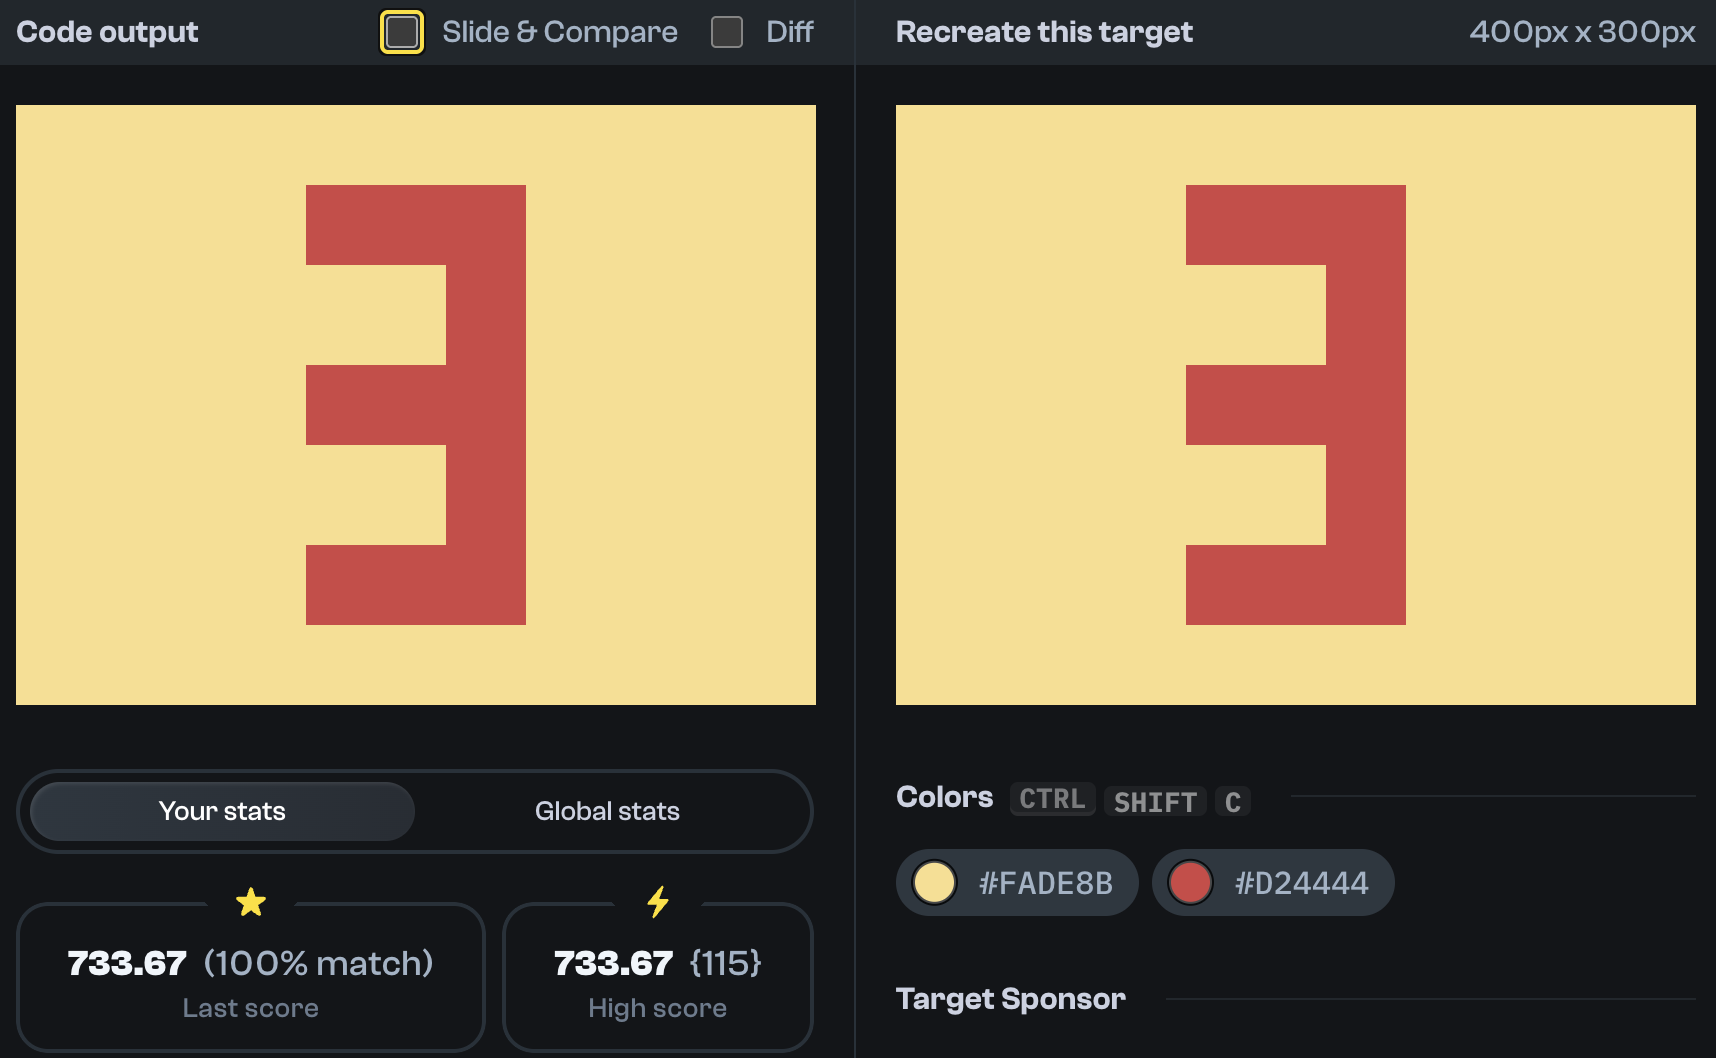 Code output
Slide & Compare
Diff
Recreate this target
400px x 300px
3
Your stats
Global stats
733.67 (100% match)
Last score
733.67 {115}
High score
Colors CTRL SHIFT C
#FADE8B
#D24444
Target Sponsor